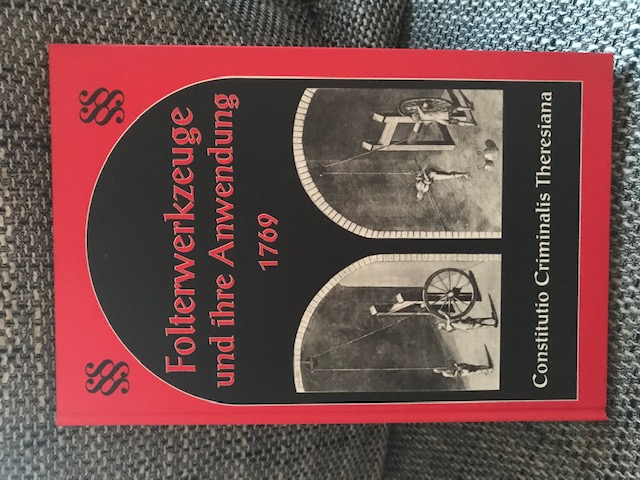 §§ §§
Folterwerkzeuge
und ihre Anwendung
1769
Constitutio Criminalis Theresiana